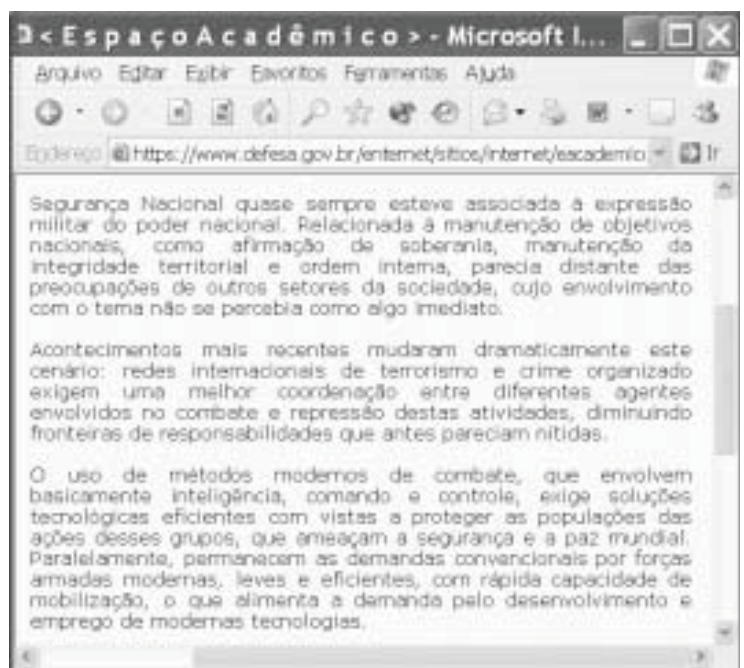 < E s p a ç o A c a d ê m i c o > - Microsoft I...
Arquivo Editar Exibir Favoritos Ferramentas Ajuda
Endereço https://www.defesa.gov.br/enternet/sitios/internet/eacademico Ir
Segurança Nacional quase sempre esteve associada à expressão
militar do poder nacional. Relacionada à manutenção de objetivos
nacionais, como afirmação de soberania, manutenção da
integridade territorial e ordem interna, parecia distante das
preocupações de outros setores da sociedade, cujo envolvimento
com o tema não se percebia como algo imediato.
Acontecimentos mais recentes mudaram dramaticamente este
cenário: redes internacionais de terrorismo e crime organizado
exigem uma melhor coordenação entre diferentes agentes
envolvidos no combate e repressão destas atividades, diminuindo
fronteiras de responsabilidades que antes pareciam nítidas.
O uso de métodos modernos de combate, que envolvem
basicamente inteligência, comando e controle, exige soluções
tecnológicas eficientes com vistas a proteger as populações das
ações desses grupos, que ameaçam a segurança e a paz mundial.
Paralelamente, permanecem as demandas convencionais por forças
armadas modernas, leves e eficientes, com rápida capacidade de
mobilização, o que alimenta a demanda pelo desenvolvimento e
emprego de modernas tecnologias.